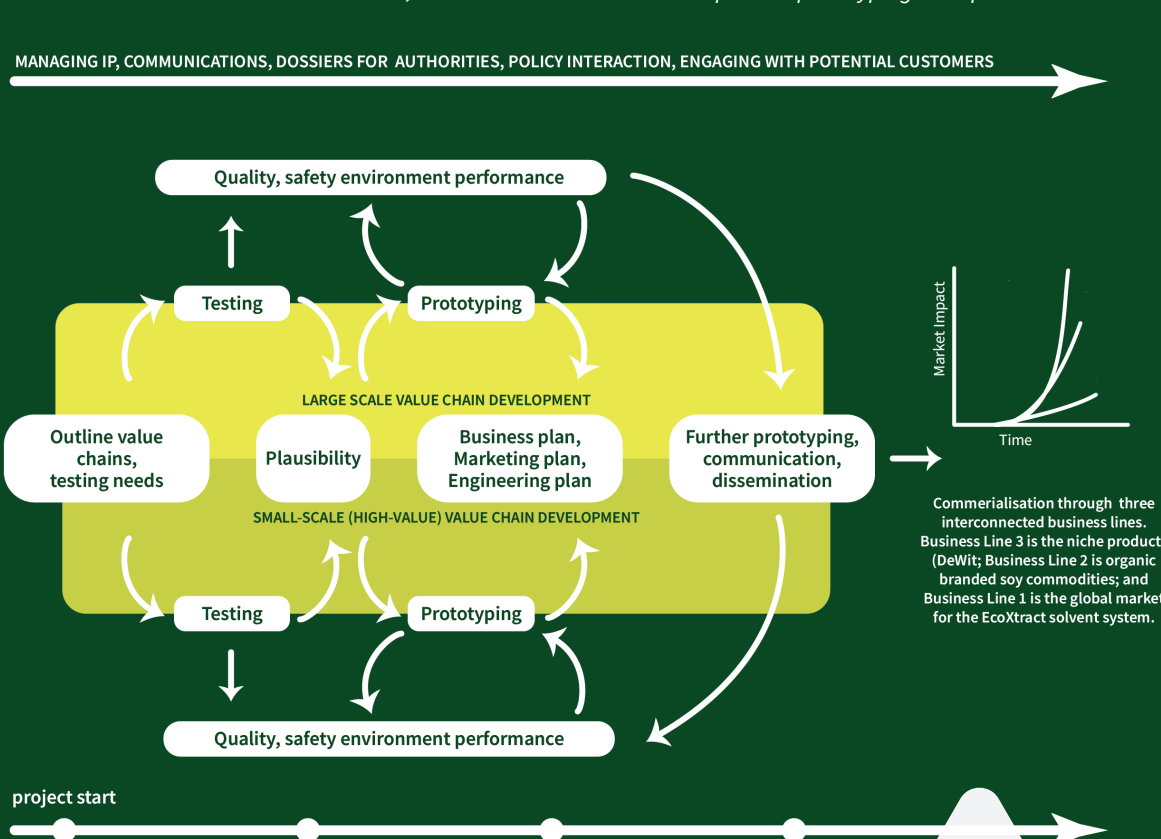 MANAGING IP, COMMUNICATIONS, DOSSIERS FOR AUTHORITIES, POLICY INTERACTION, ENGAGING WITH POTENTIAL CUSTOMERS
Quality, safety environment performance
Testing
Prototyping
LARGE SCALE VALUE CHAIN DEVELOPMENT
Outline value
chains,
testing needs
Plausibility
Business plan,
Marketing plan,
Engineering plan
Further prototyping,
communication,
dissemination
SMALL-SCALE (HIGH-VALUE) VALUE CHAIN DEVELOPMENT
Testing
Prototyping
Quality, safety environment performance
Market Impact
Time
Commerialisation through three
interconnected business lines.
Business Line 3 is the niche product
(DeWit; Business Line 2 is organic
branded soy commodities; and
Business Line 1 is the global market
for the EcoXtract solvent system.
project start